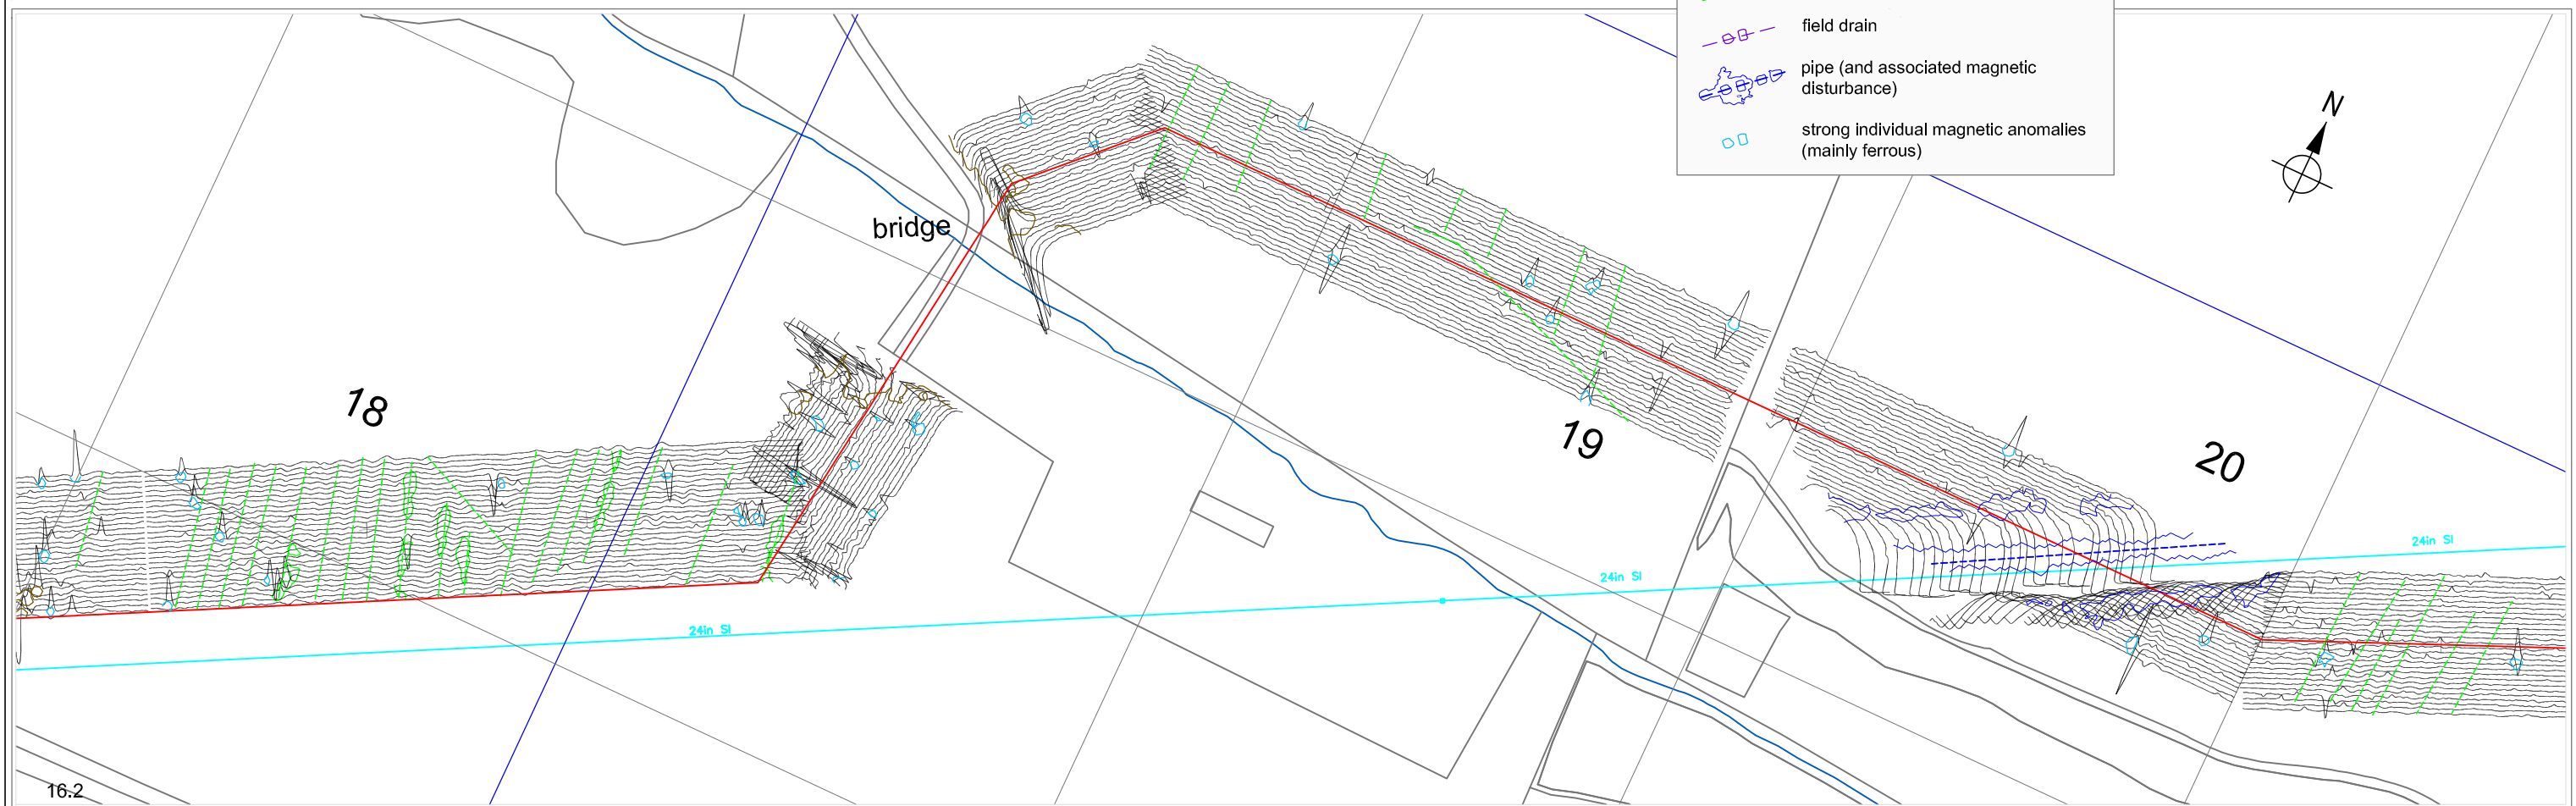 field drain
pipe (and associated magnetic
disturbance)
strong individual magnetic anomalies
(mainly ferrous)
N
bridge
18
19
20
24in SI
24in SI
24in SI
16.2